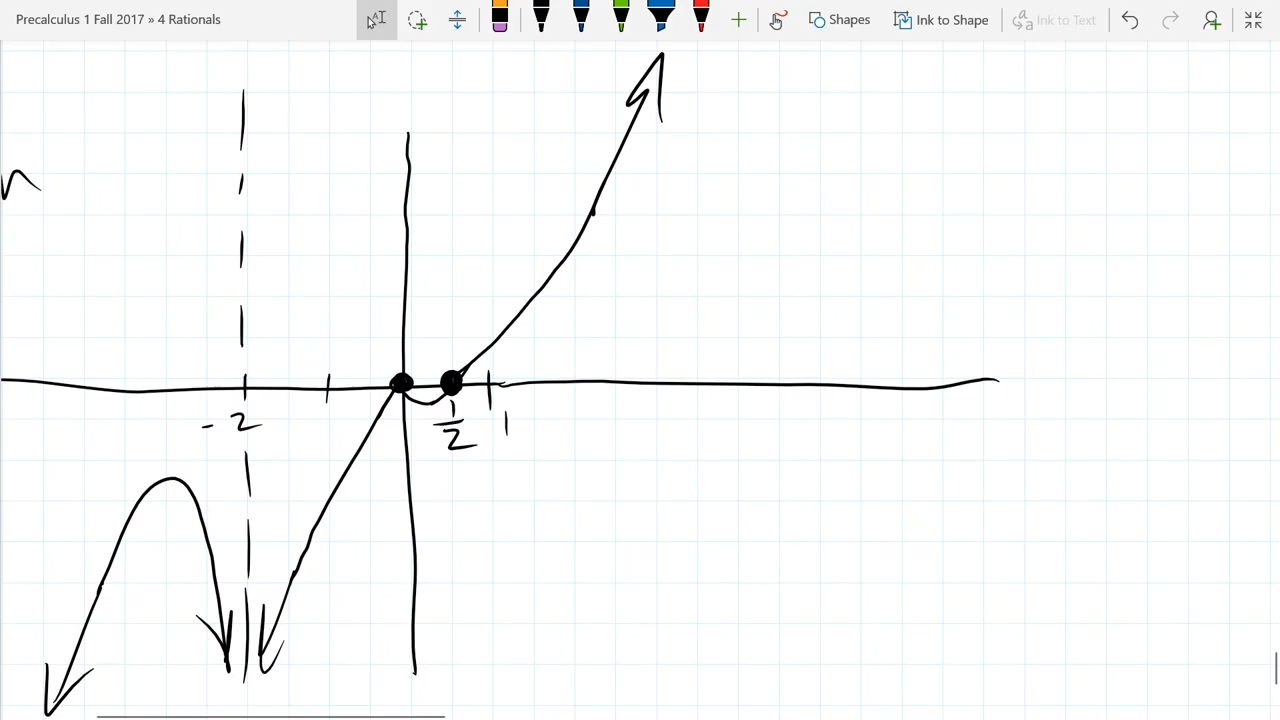 Precalculus 1 Fall 2017 » 4 Rationals
Shapes
Ink to Shape
Ink to Text
-2
1/2
1